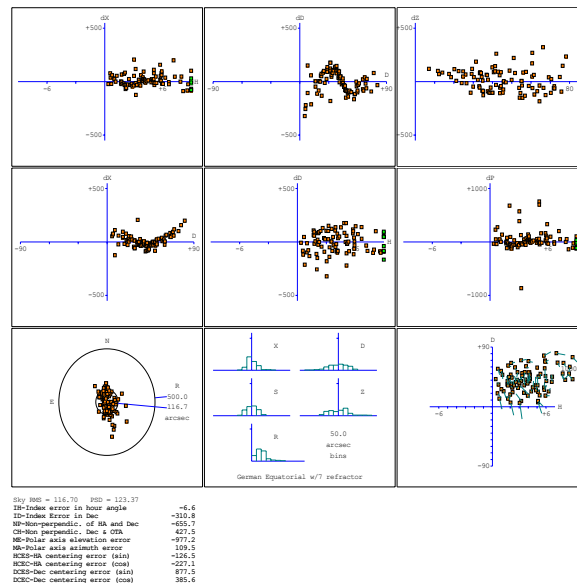 dX
+500
H
-6
+6
-500
dD
+500
D
-90
+90
-500
dZ
+500
80
-500
dX
+500
D
-90
+90
-500
dD
+500
H
-6
+6
-500
dP
+1000
H
-6
+6
-1000
N
E
R
500.0
116.7
arcsec
X
D
S
Z
R
50.0
arcsec
bins
German Equatorial w/7 refractor
D
+90
-6
+6
H
-90
Sky RMS = 116.70 PSD = 123.37
IH-Index error in hour angle -6.6
ID-Index Error in Dec -310.8
NP-Non-perpendic. of HA and Dec -655.7
CH-Non perpendic. Dec & OTA 427.5
ME-Polar axis elevation error -977.2
MA-Polar axis azimuth error 109.5
HCES-HA centering error (sin) -126.5
HCEC-HA centering error (cos) -227.1
DCES-Dec centering error (sin) 877.5
DCEC-Dec centering error (cos) 385.6